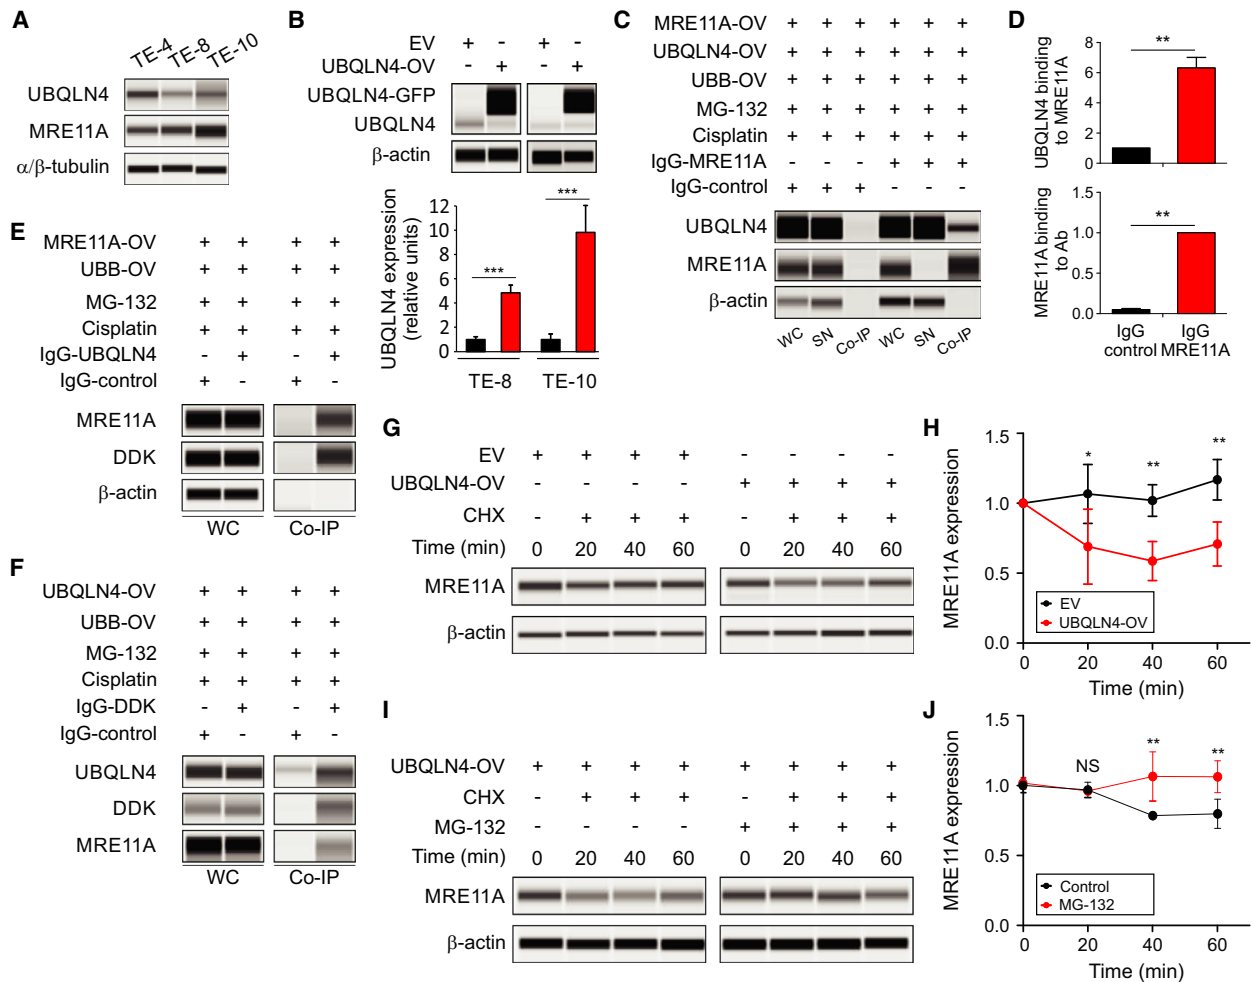 A
TE-4 TE-8 TE-10
UBQLN4
MRE11A
α/β-tubulin
B
EV + - + -
UBQLN4-OV - + - +
UBQLN4-GFP
UBQLN4
β-actin
UBQLN4 expression
(relative units)
12
10
8
6
4
2
0
*** ***
TE-8 TE-10
C
MRE11A-OV + + + + + +
UBQLN4-OV + + + + + +
UBB-OV + + + + + +
MG-132 + + + + + +
Cisplatin + + + + + +
IgG-MRE11A - - - + + +
IgG-control + + + - - -
UBQLN4
MRE11A
β-actin
WC SN Co-IP WC SN Co-IP
D
UBQLN4 binding
to MRE11A
8
6
4
2
0
**
MRE11A binding
to Ab
1.5
1.0
0.5
0.0
**
IgG IgG
control MRE11A
E
MRE11A-OV + + + +
UBB-OV + + + +
MG-132 + + + +
Cisplatin + + + +
IgG-UBQLN4 - + - +
IgG-control + - + -
MRE11A
DDK
β-actin
WC Co-IP
F
UBQLN4-OV + + + +
UBB-OV + + + +
MG-132 + + + +
Cisplatin + + + +
IgG-DDK - + - +
IgG-control + - + -
UBQLN4
DDK
MRE11A
WC Co-IP
G
EV + + + + - - - -
UBQLN4-OV - - - - + + + +
CHX - + + + - + + +
Time (min) 0 20 40 60 0 20 40 60
MRE11A
β-actin
H
MRE11A expression
1.5
1.0
0.5
0.0
* ** **
EV
UBQLN4-OV
0 20 40 60
Time (min)
I
UBQLN4-OV + + + + + + + +
CHX - + + + - + + +
MG-132 - - - - + + + +
Time (min) 0 20 40 60 0 20 40 60
MRE11A
β-actin
J
MRE11A expression
1.5
1.0
0.5
0.0
NS ** **
Control
MG-132
0 20 40 60
Time (min)